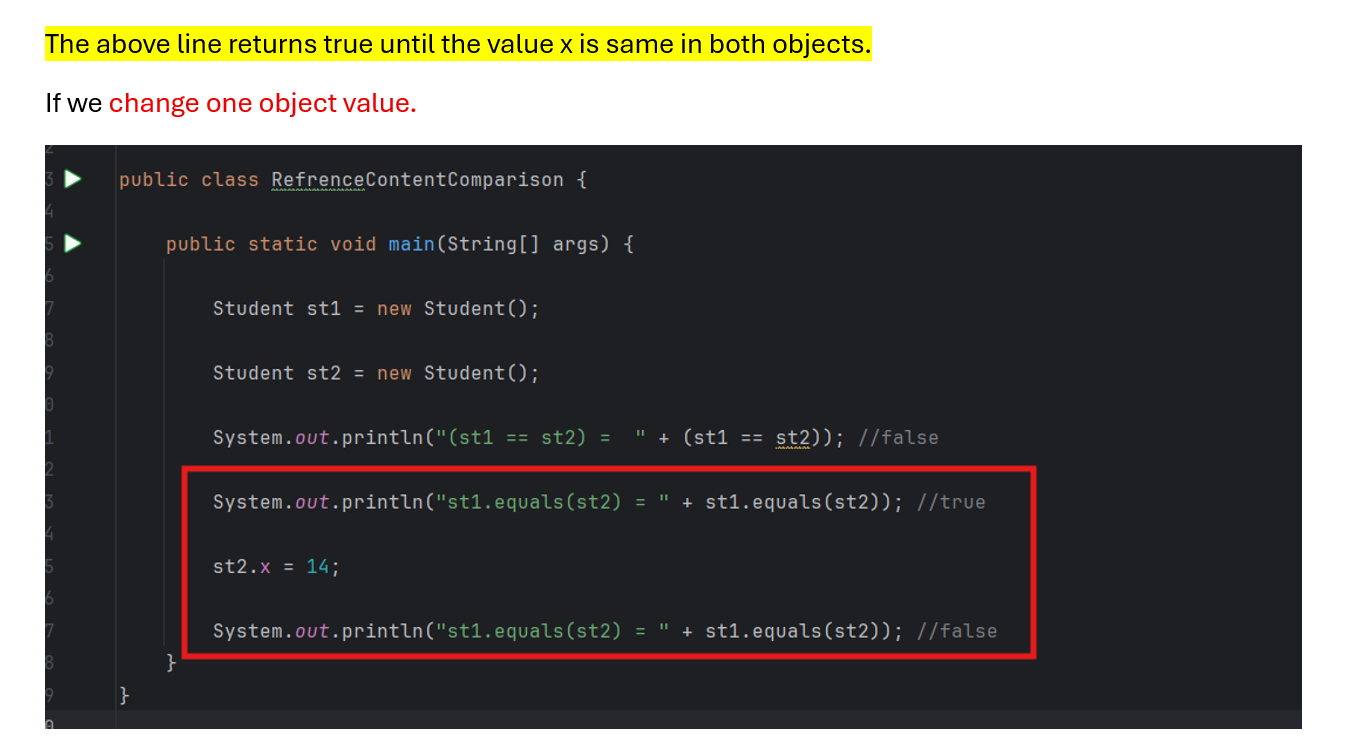 The above line returns true until the value x is same in both objects.
If we change one object value.
2
3 public class RefrenceContentComparison {
4
5 public static void main(String[] args) {
6
7 Student st1 = new Student();
8
9 Student st2 = new Student();
0
1 System.out.println("(st1 == st2) =  " + (st1 == st2)); //false
2
3 System.out.println("st1.equals(st2) = " + st1.equals(st2)); //true
4
5 st2.x = 14;
6
7 System.out.println("st1.equals(st2) = " + st1.equals(st2)); //false
8 }
9 }
0